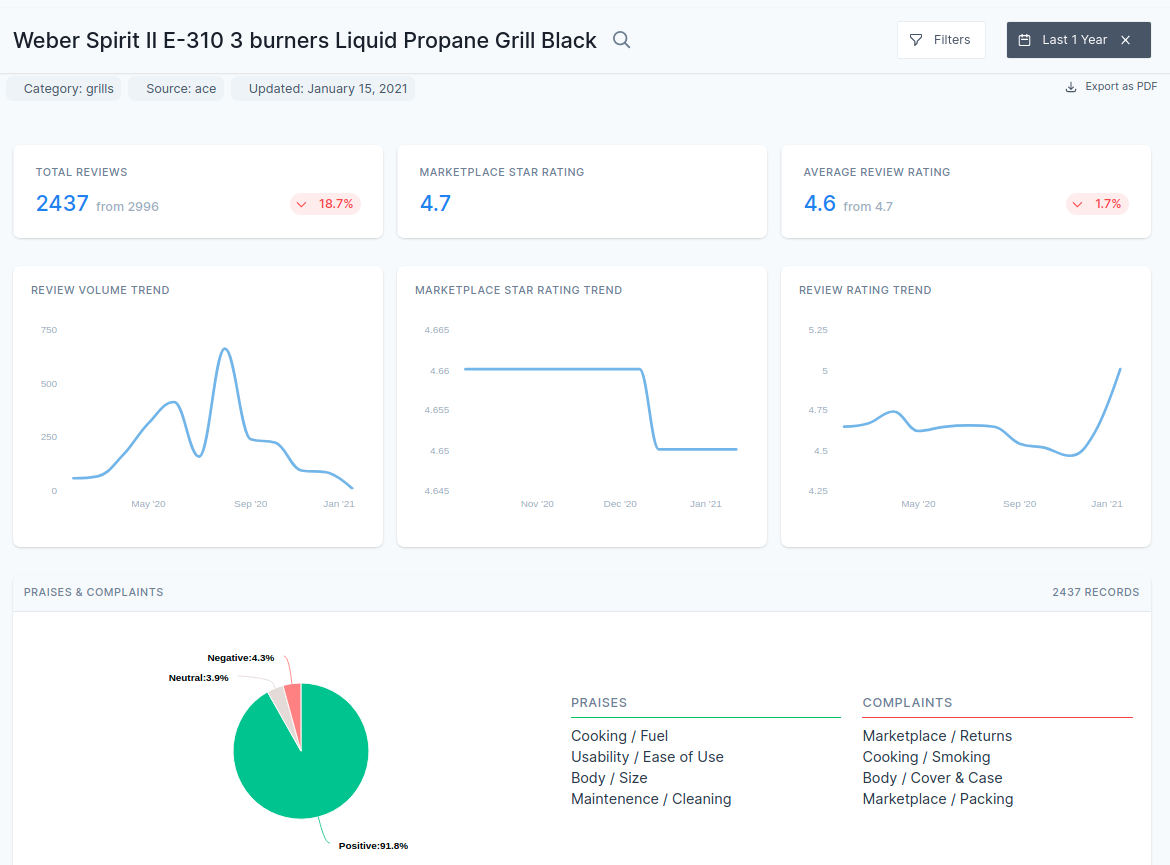 Weber Spirit II E-310 3 burners Liquid Propane Grill Black
Filters
Last 1 Year
Category: grills
Source: ace
Updated: January 15, 2021
Export as PDF
TOTAL REVIEWS
2437 from 2996
18.7%
MARKETPLACE STAR RATING
4.7
AVERAGE REVIEW RATING
4.6 from 4.7
1.7%
REVIEW VOLUME TREND
750
500
250
0
May '20 Sep '20 Jan '21
MARKETPLACE STAR RATING TREND
4.665
4.66
4.655
4.65
4.645
Nov '20 Dec '20 Jan '21
REVIEW RATING TREND
5.25
5
4.75
4.5
4.25
May '20 Sep '20 Jan '21
PRAISES & COMPLAINTS
2437 RECORDS
Negative:4.3%
Neutral:3.9%
Positive:91.8%
PRAISES
Cooking / Fuel
Usability / Ease of Use
Body / Size
Maintenence / Cleaning
COMPLAINTS
Marketplace / Returns
Cooking / Smoking
Body / Cover & Case
Marketplace / Packing